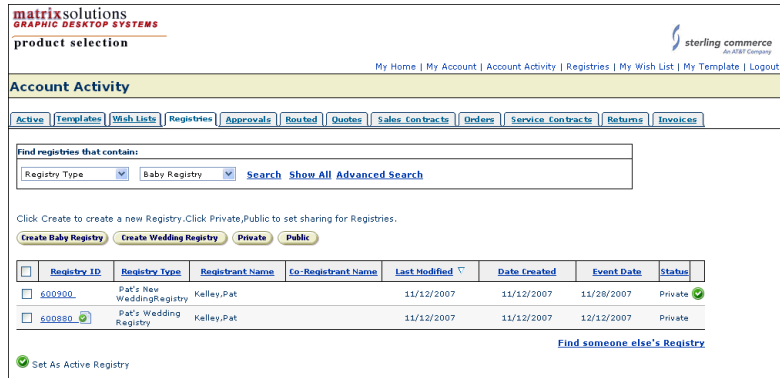 matrixsolutions
GRAPHIC DESKTOP SYSTEMS
product selection
sterling commerce
An AT&T Company
My Home | My Account | Account Activity | Registries | My Wish List | My Template | Logout
Account Activity
Active Templates Wish Lists Registries Approvals Routed Quotes Sales Contracts Orders Service Contracts Returns Invoices
Find registries that contain:
Registry Type Baby Registry Search Show All Advanced Search
Click Create to create a new Registry.Click Private,Public to set sharing for Registries.
Create Baby Registry Create Wedding Registry Private Public
Registry ID Registry Type Registrant Name Co-Registrant Name Last Modified Date Created Event Date Status
600900 Pat's New WeddingRegistry Kelley,Pat 11/12/2007 11/12/2007 11/28/2007 Private
600880 Pat's Wedding Registry Kelley,Pat 11/12/2007 11/12/2007 12/12/2007 Private
Find someone else's Registry
Set As Active Registry